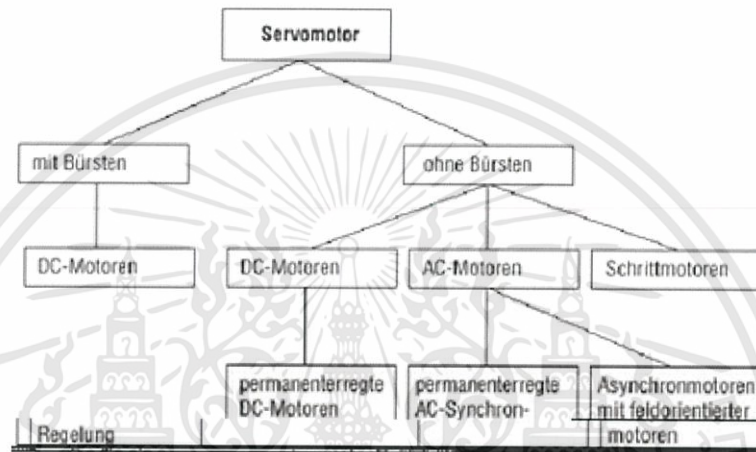 Servomotor
mit Bürsten
ohne Bürsten
DC-Motoren
DC-Motoren
AC-Motoren
Schrittmotoren
permanenterregte
DC-Motoren
permanenterregte
AC-Synchron-
Asynchronmotoren
mit feldorientierter
Regelung
motoren